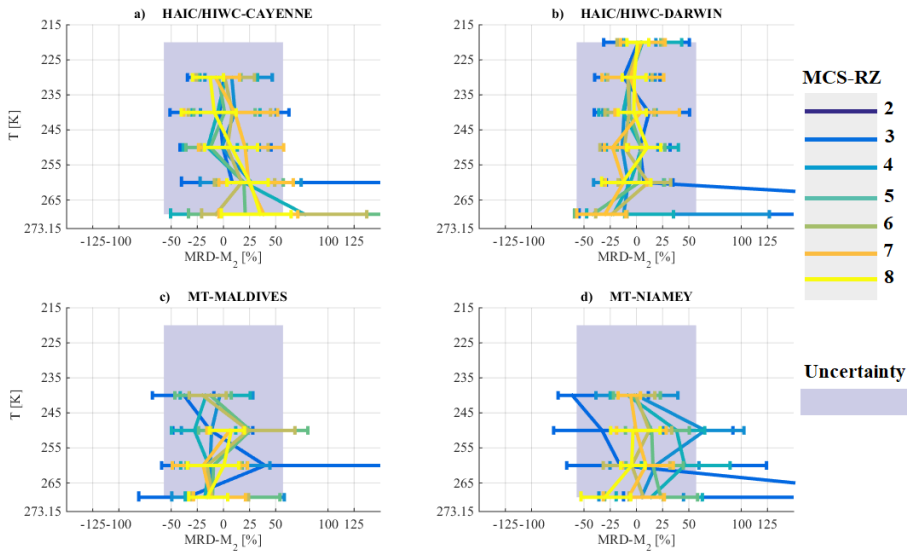 a) HAIC/HIWC-CAYENNE
215
225
235
245
255
265
273.15
T [K]
-125-100 -50 -25 0 25 50 75 100 125
MRD-M2 [%]
b) HAIC/HIWC-DARWIN
215
225
235
245
255
265
273.15
-125-100 -50 -25 0 25 50 75 100 125
MRD-M2 [%]
MCS-RZ
2
3
4
5
6
7
8
c) MT-MALDIVES
215
225
235
245
255
265
273.15
T [K]
-125-100 -50 -25 0 25 50 75 100 125
MRD-M2 [%]
d) MT-NIAMEY
215
225
235
245
255
265
273.15
-125-100 -50 -25 0 25 50 75 100 125
MRD-M2 [%]
Uncertainty